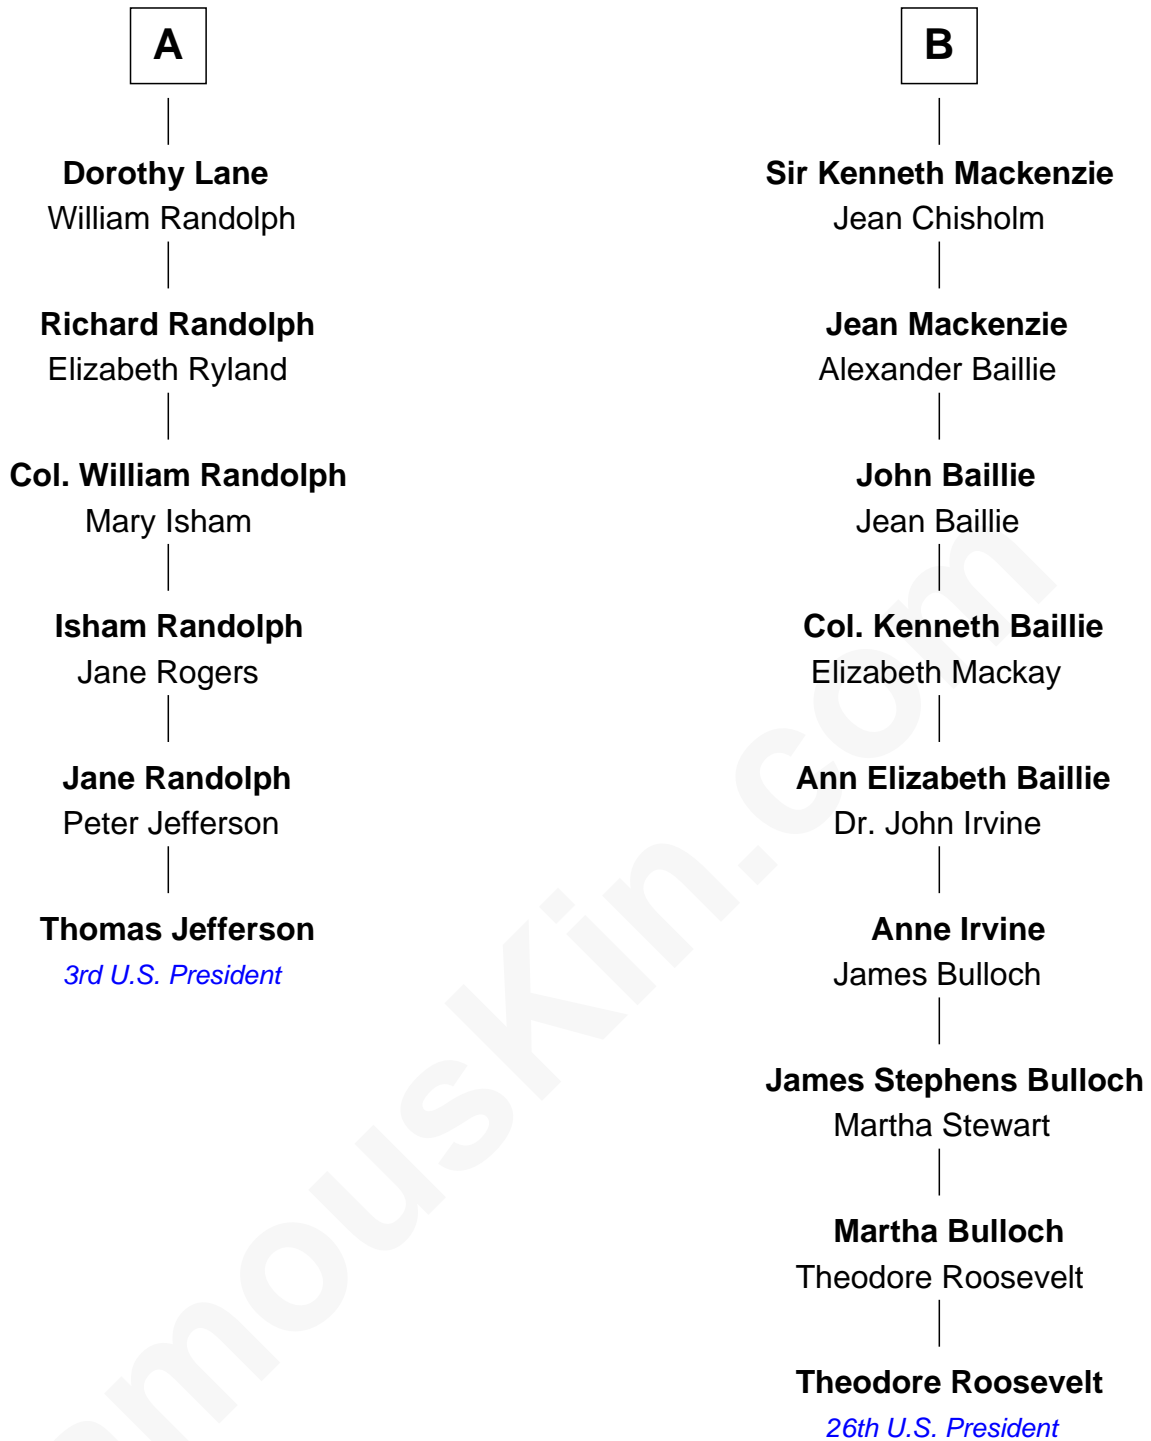 A
Dorothy Lane
William Randolph
Richard Randolph
Elizabeth Ryland
Col. William Randolph
Mary Isham
Isham Randolph
Jane Rogers
Jane Randolph
Peter Jefferson
Thomas Jefferson
3rd U.S. President
B
Sir Kenneth Mackenzie
Jean Chisholm
Jean Mackenzie
Alexander Baillie
John Baillie
Jean Baillie
Col. Kenneth Baillie
Elizabeth Mackay
Ann Elizabeth Baillie
Dr. John Irvine
Anne Irvine
James Bulloch
James Stephens Bulloch
Martha Stewart
Martha Bulloch
Theodore Roosevelt
Theodore Roosevelt
26th U.S. President
mousKin.com